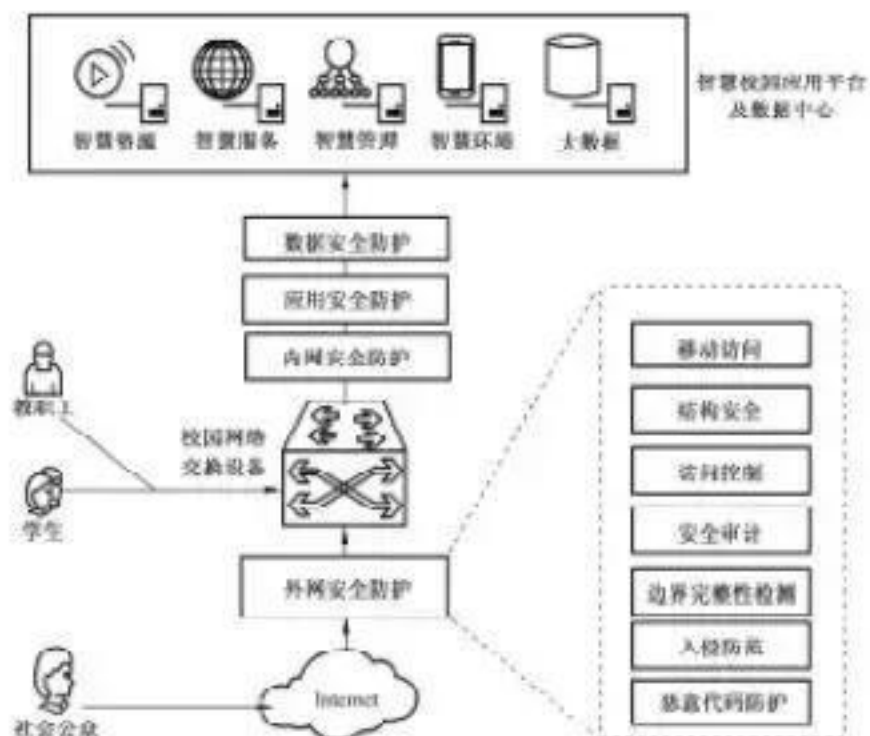 智慧资源 智慧服务 智慧管理 智慧环境 大数据
智慧校园应用平台
及数据中心
数据安全防护
应用安全防护
内网安全防护
教职工
校园网络
交换设备
学生
外网安全防护
Internet
社会公众
移动访问
结构安全
访问控制
安全审计
边界完整性检测
入侵防范
恶意代码防护